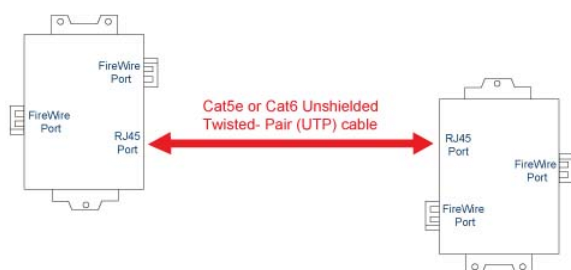 FireWire
Port
FireWire
Port
RJ45
Port
Cat5e or Cat6 Unshielded
Twisted- Pair (UTP) cable
RJ45
Port
FireWire
Port
FireWire
Port